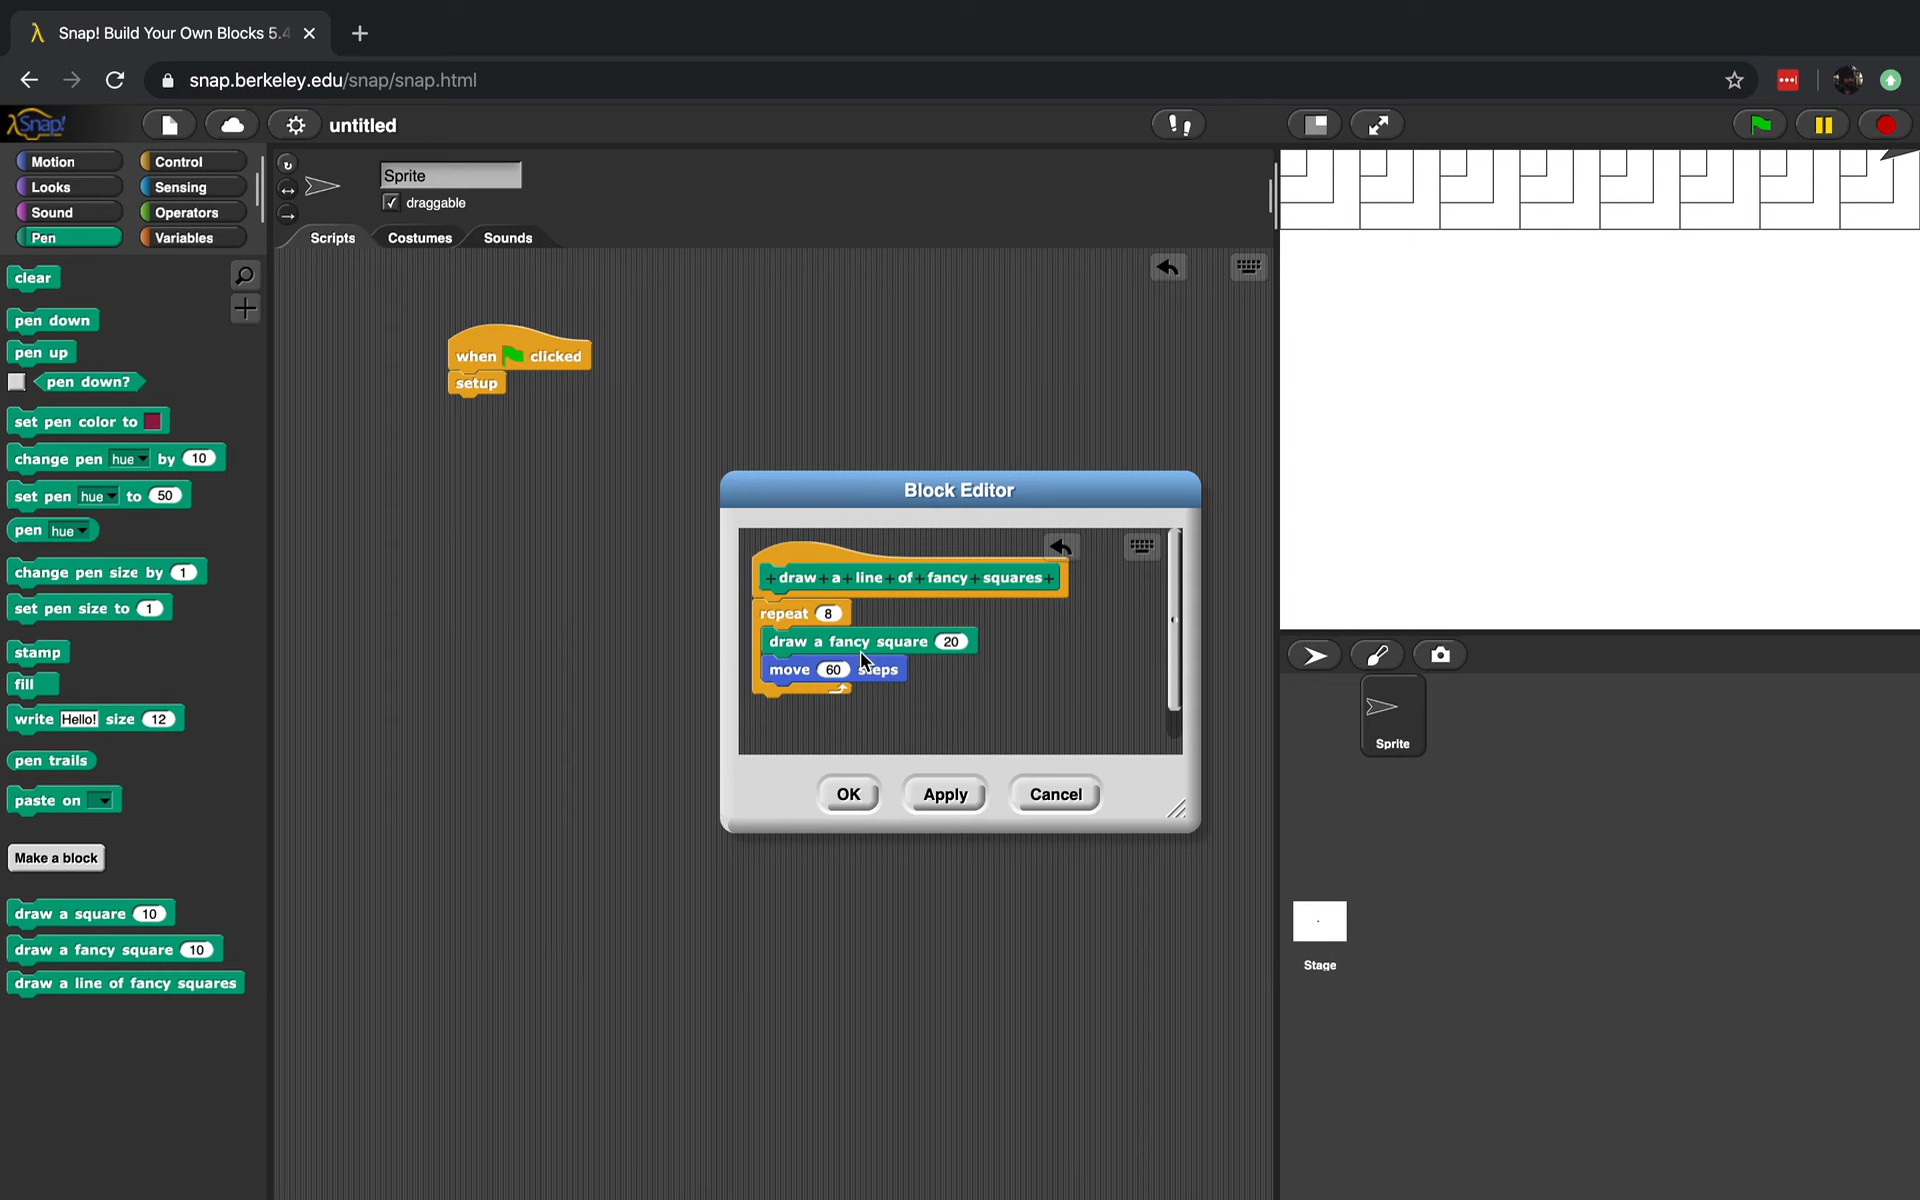 Snap! Build Your Own Blocks 5.4
snap.berkeley.edu/snap/snap.html
Snap!
untitled
Motion
Control
Looks
Sensing
Sound
Operators
Pen
Variables
Sprite
draggable
Scripts
Costumes
Sounds
clear
pen down
pen up
pen down?
set pen color to
change pen hue by 10
set pen hue to 50
pen hue
change pen size by 1
set pen size to 1
stamp
fill
write Hello! size 12
pen trails
paste on
Make a block
draw a square 10
draw a fancy square 10
draw a line of fancy squares
when clicked
setup
Block Editor
+draw+a+line+of+fancy+squares+
repeat 8
draw a fancy square 20
move 60 steps
OK
Apply
Cancel
Sprite
Stage